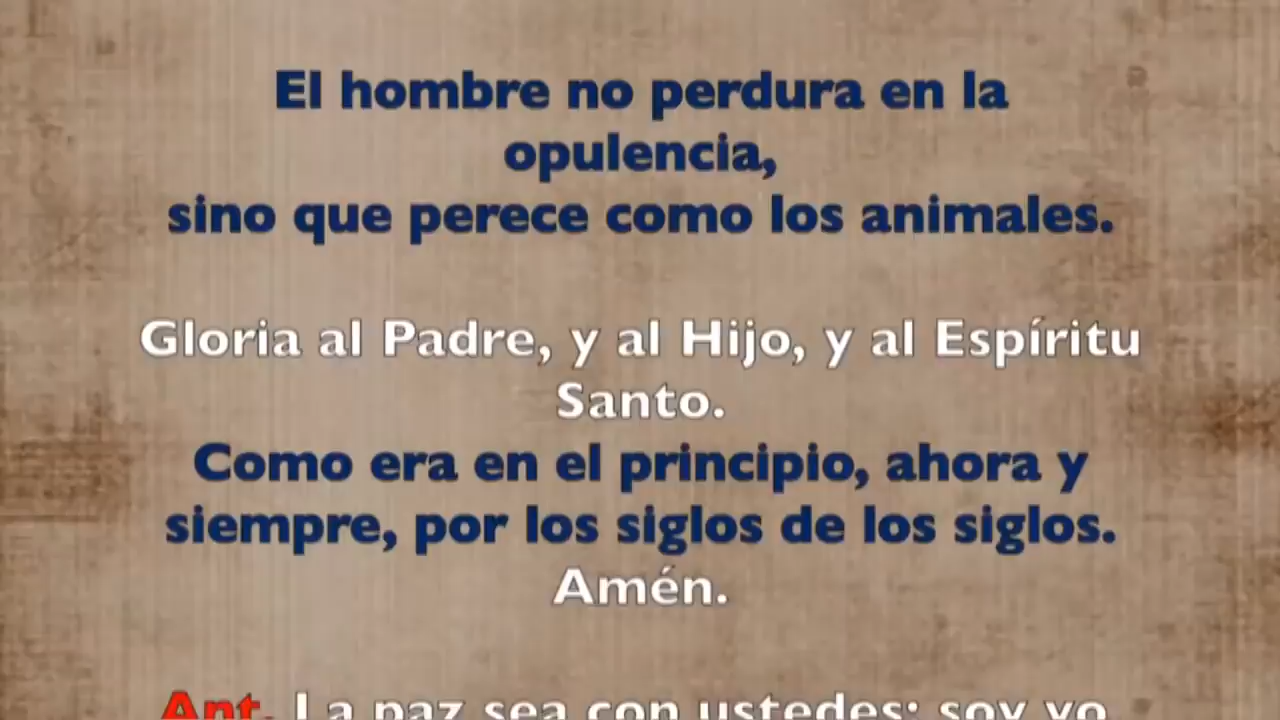 El hombre no perdura en la
opulencia,
sino que perece como los animales.
Gloria al Padre, y al Hijo, y al Espíritu
Santo.
Como era en el principio, ahora y
siempre, por los siglos de los siglos.
Amén.
Ant. La paz sea con ustedes; soy yo